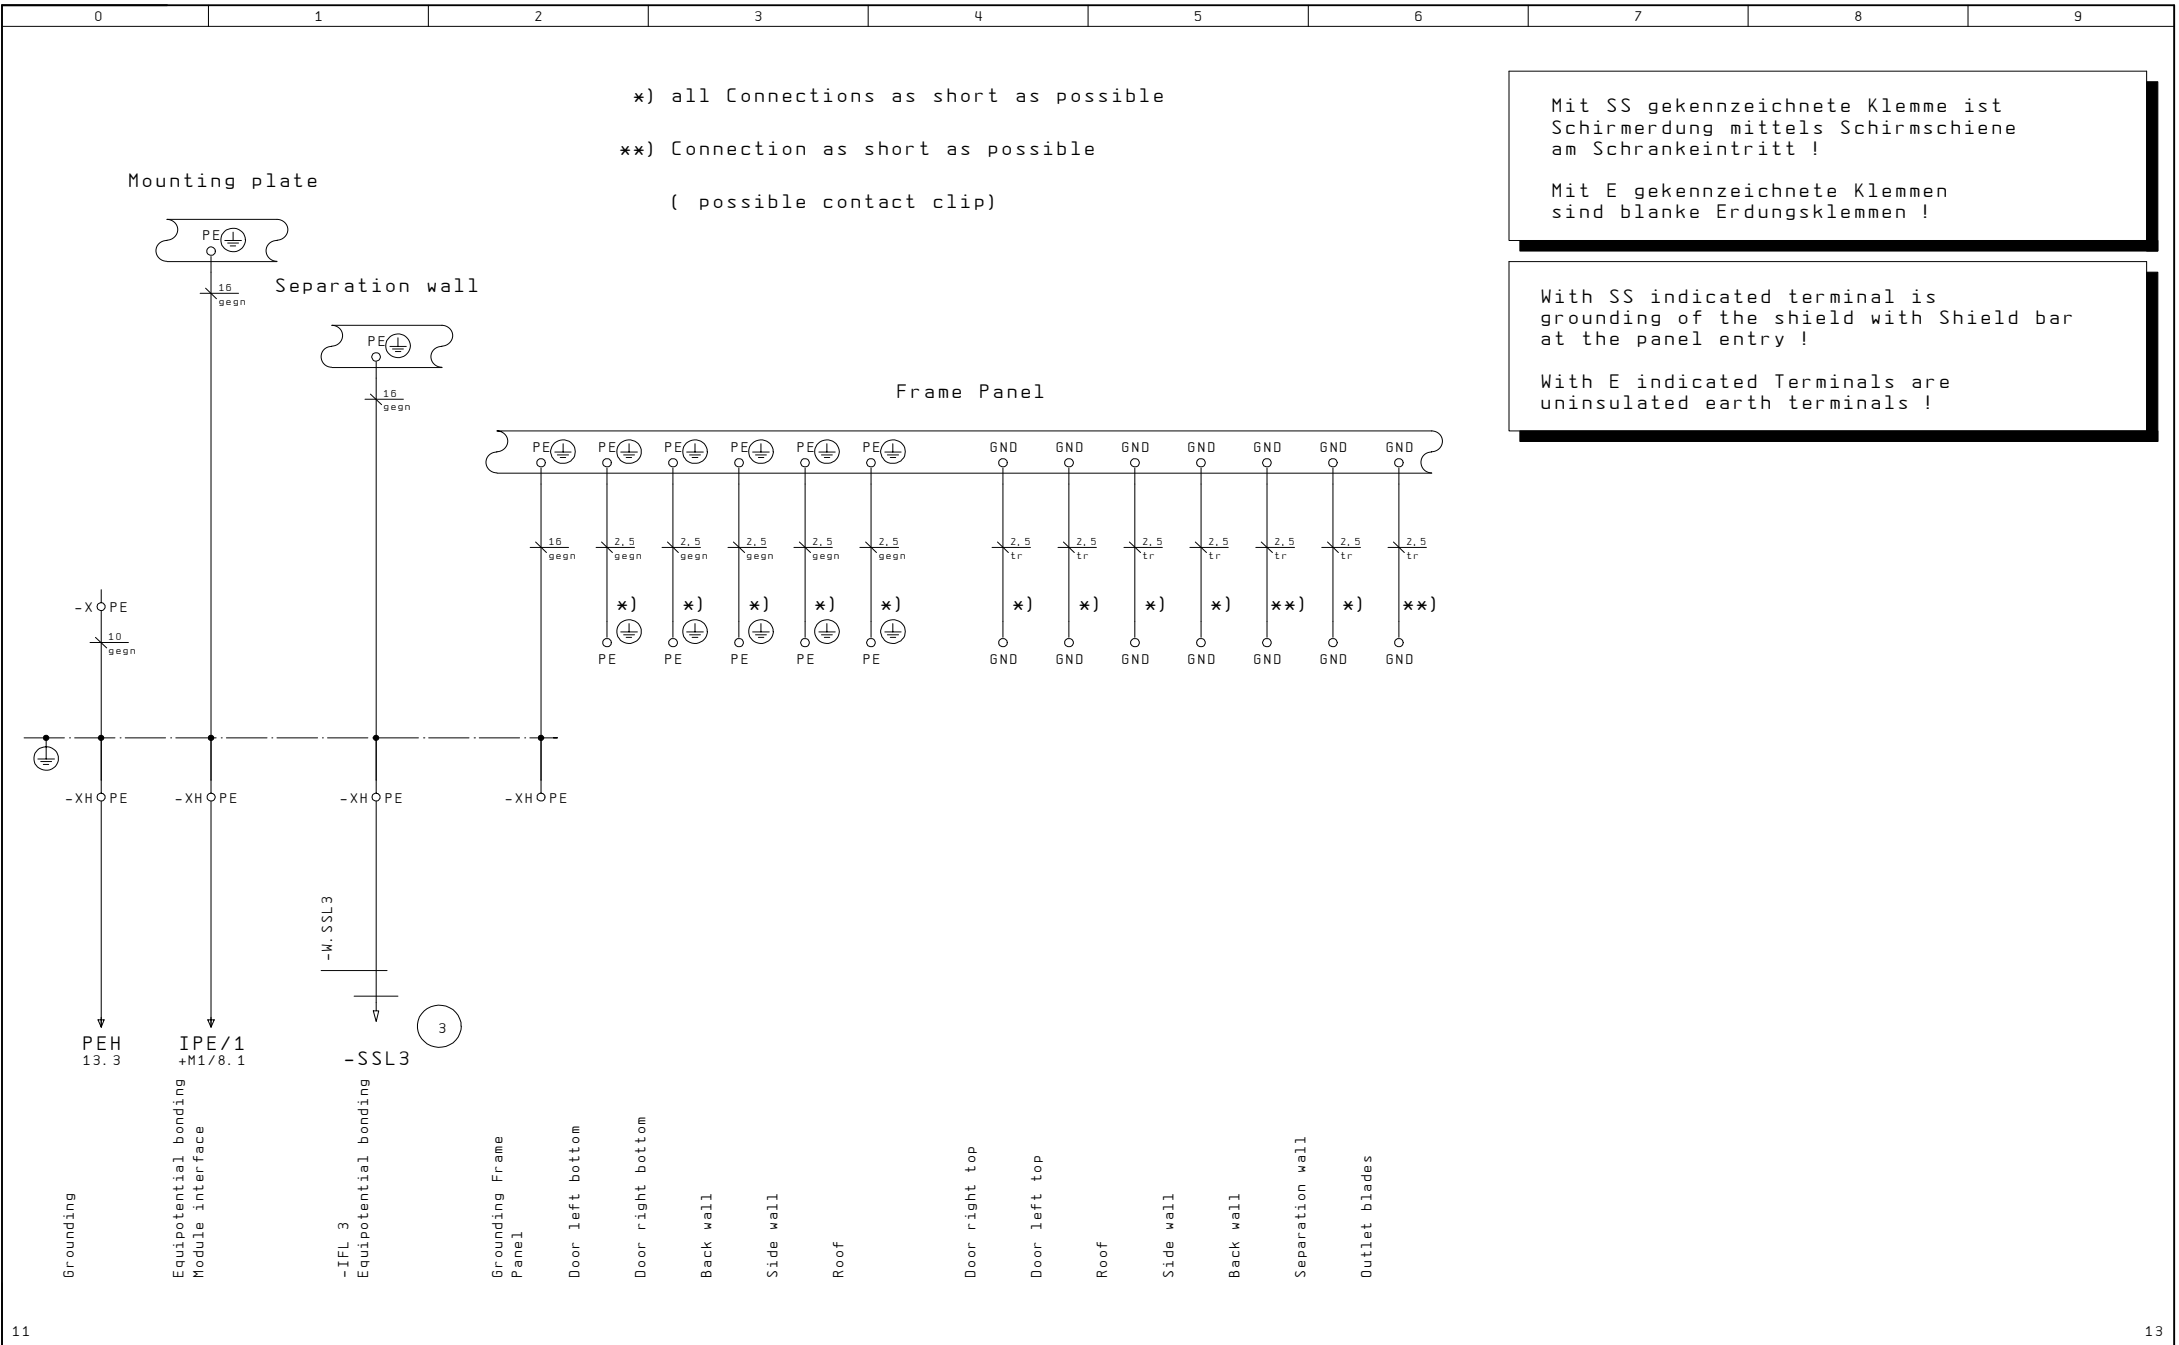 0 1 2 3 4 5 6 7 8 9
*) all Connections as short as possible
**) Connection as short as possible
( possible contact clip)
Mit SS gekennzeichnete Klemme ist
Schirmerdung mittels Schirmschiene
am Schrankeintritt !
Mit E gekennzeichnete Klemmen
sind blanke Erdungsklemmen !
With SS indicated terminal is
grounding of the shield with Shield bar
at the panel entry !
With E indicated Terminals are
uninsulated earth terminals !
Mounting plate
PE
16
gegn
Separation wall
PE
16
gegn
Frame Panel
PE PE PE PE PE PE GND GND GND GND GND GND GND
16 2,5 2,5 2,5 2,5 2,5 2,5 2,5 2,5 2,5 2,5 2,5 2,5
gegn gegn gegn gegn gegn gegn tr tr tr tr tr tr tr
*) *) *) *) *) *) *) *) *) **) *) **)
PE PE PE PE PE GND GND GND GND GND GND GND
-X PE
10
gegn
-XH PE -XH PE -XH PE -XH PE
-W.SSL3
3
PEH
13.3
IPE/1
+M1/8.1
-SSL3
Grounding
Equipotential bonding
Module interface
-IFL 3
Equipotential bonding
Grounding Frame
Panel
Door left bottom
Door right bottom
Back wall
Side wall
Roof
Door right top
Door left top
Roof
Side wall
Back wall
Separation wall
Outlet blades
11
13